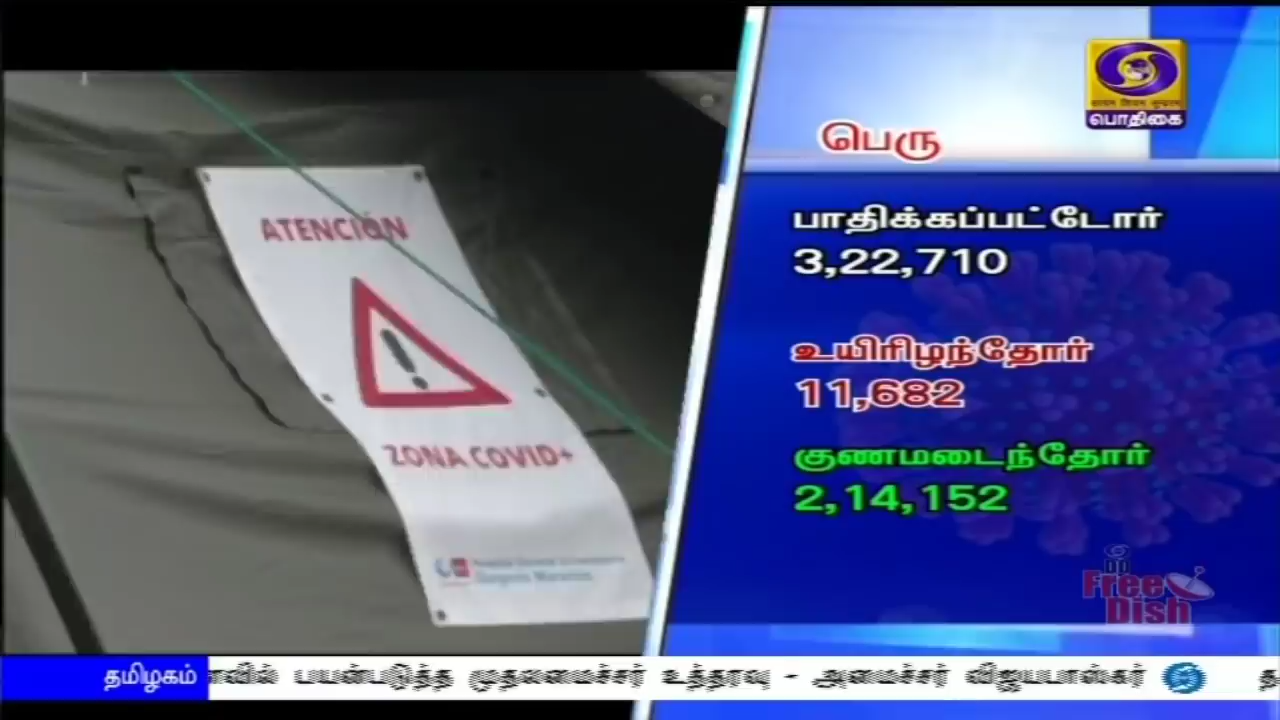 ATENCIÓN
ZONA COVID+
பெரு
பாதிக்கப்பட்டோர்
3,22,710
உயிரிழந்தோர்
11,682
குணமடைந்தோர்
2,14,152
பொதிகை
DD
Free
Dish
தமிழகம்
ாவில் பயன்படுத்த முதலமைச்சர் உத்தரவு - அமைச்சர் விஜயபாஸ்கர்